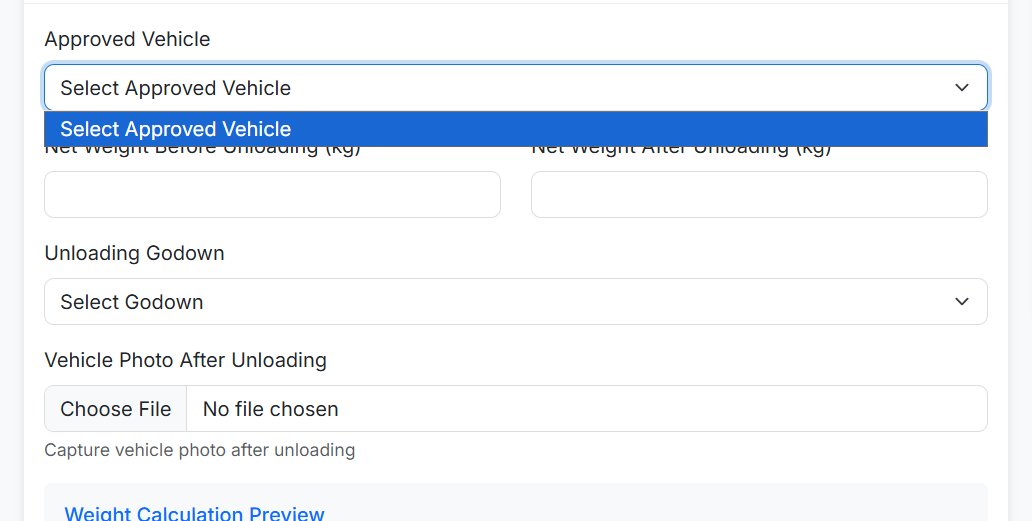 Approved Vehicle
Select Approved Vehicle
Select Approved Vehicle
Net Weight Before Unloading (kg)
Net Weight After Unloading (kg)
Unloading Godown
Select Godown
Vehicle Photo After Unloading
Choose File No file chosen
Capture vehicle photo after unloading
Weight Calculation Preview